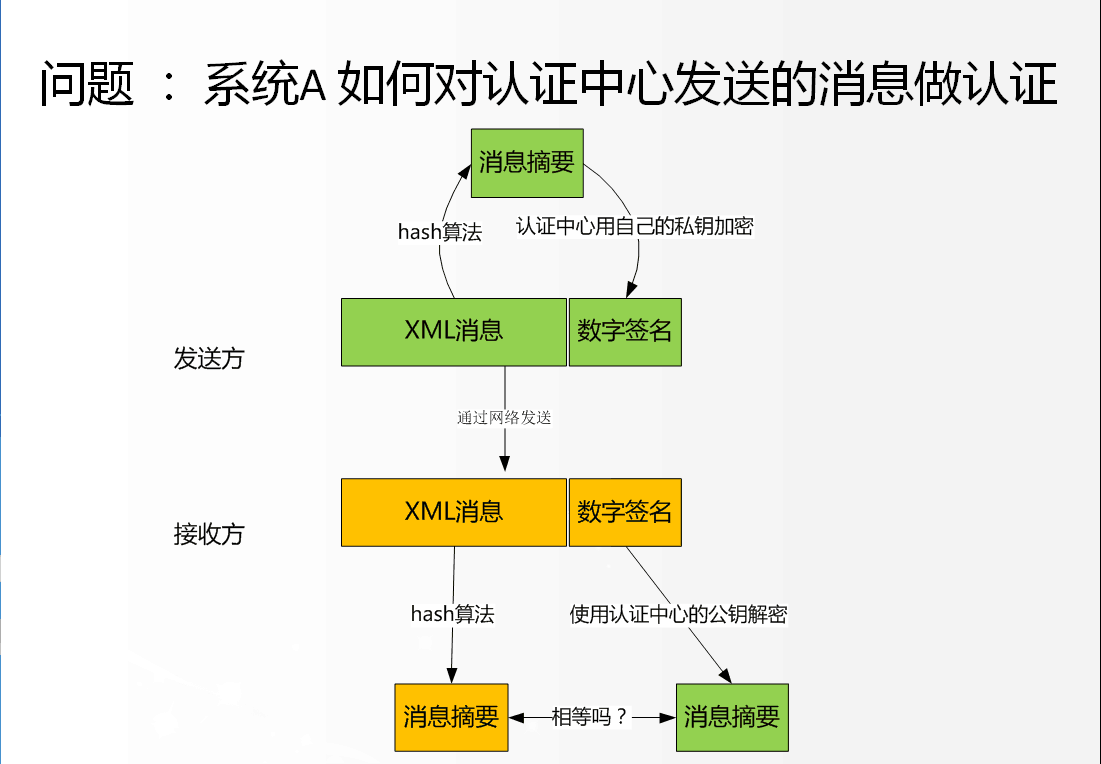 问题 ： 系统A 如何对认证中心发送的消息做认证
消息摘要
hash算法
认证中心用自己的私钥加密
XML消息
数字签名
发送方
通过网络发送
XML消息
数字签名
接收方
hash算法
使用认证中心的公钥解密
消息摘要
相等吗？
消息摘要